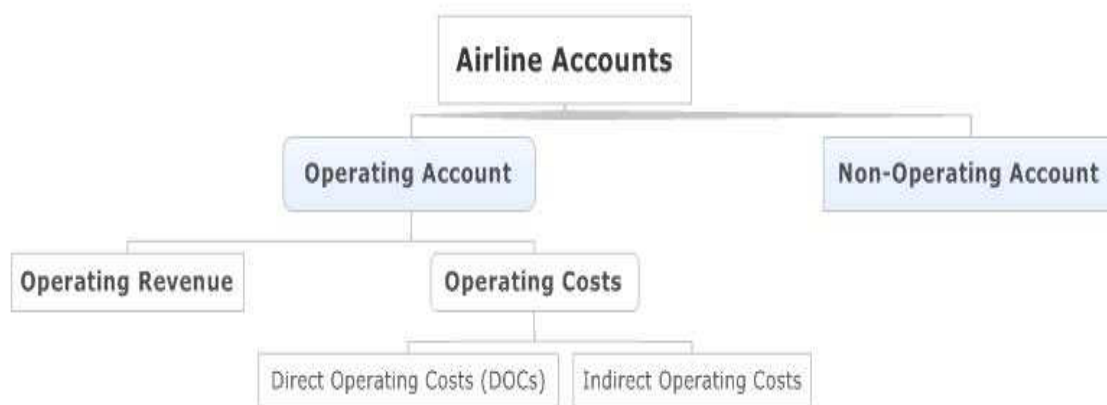 Airline Accounts
Operating Account
Non-Operating Account
Operating Revenue
Operating Costs
Direct Operating Costs (DOCs)
Indirect Operating Costs